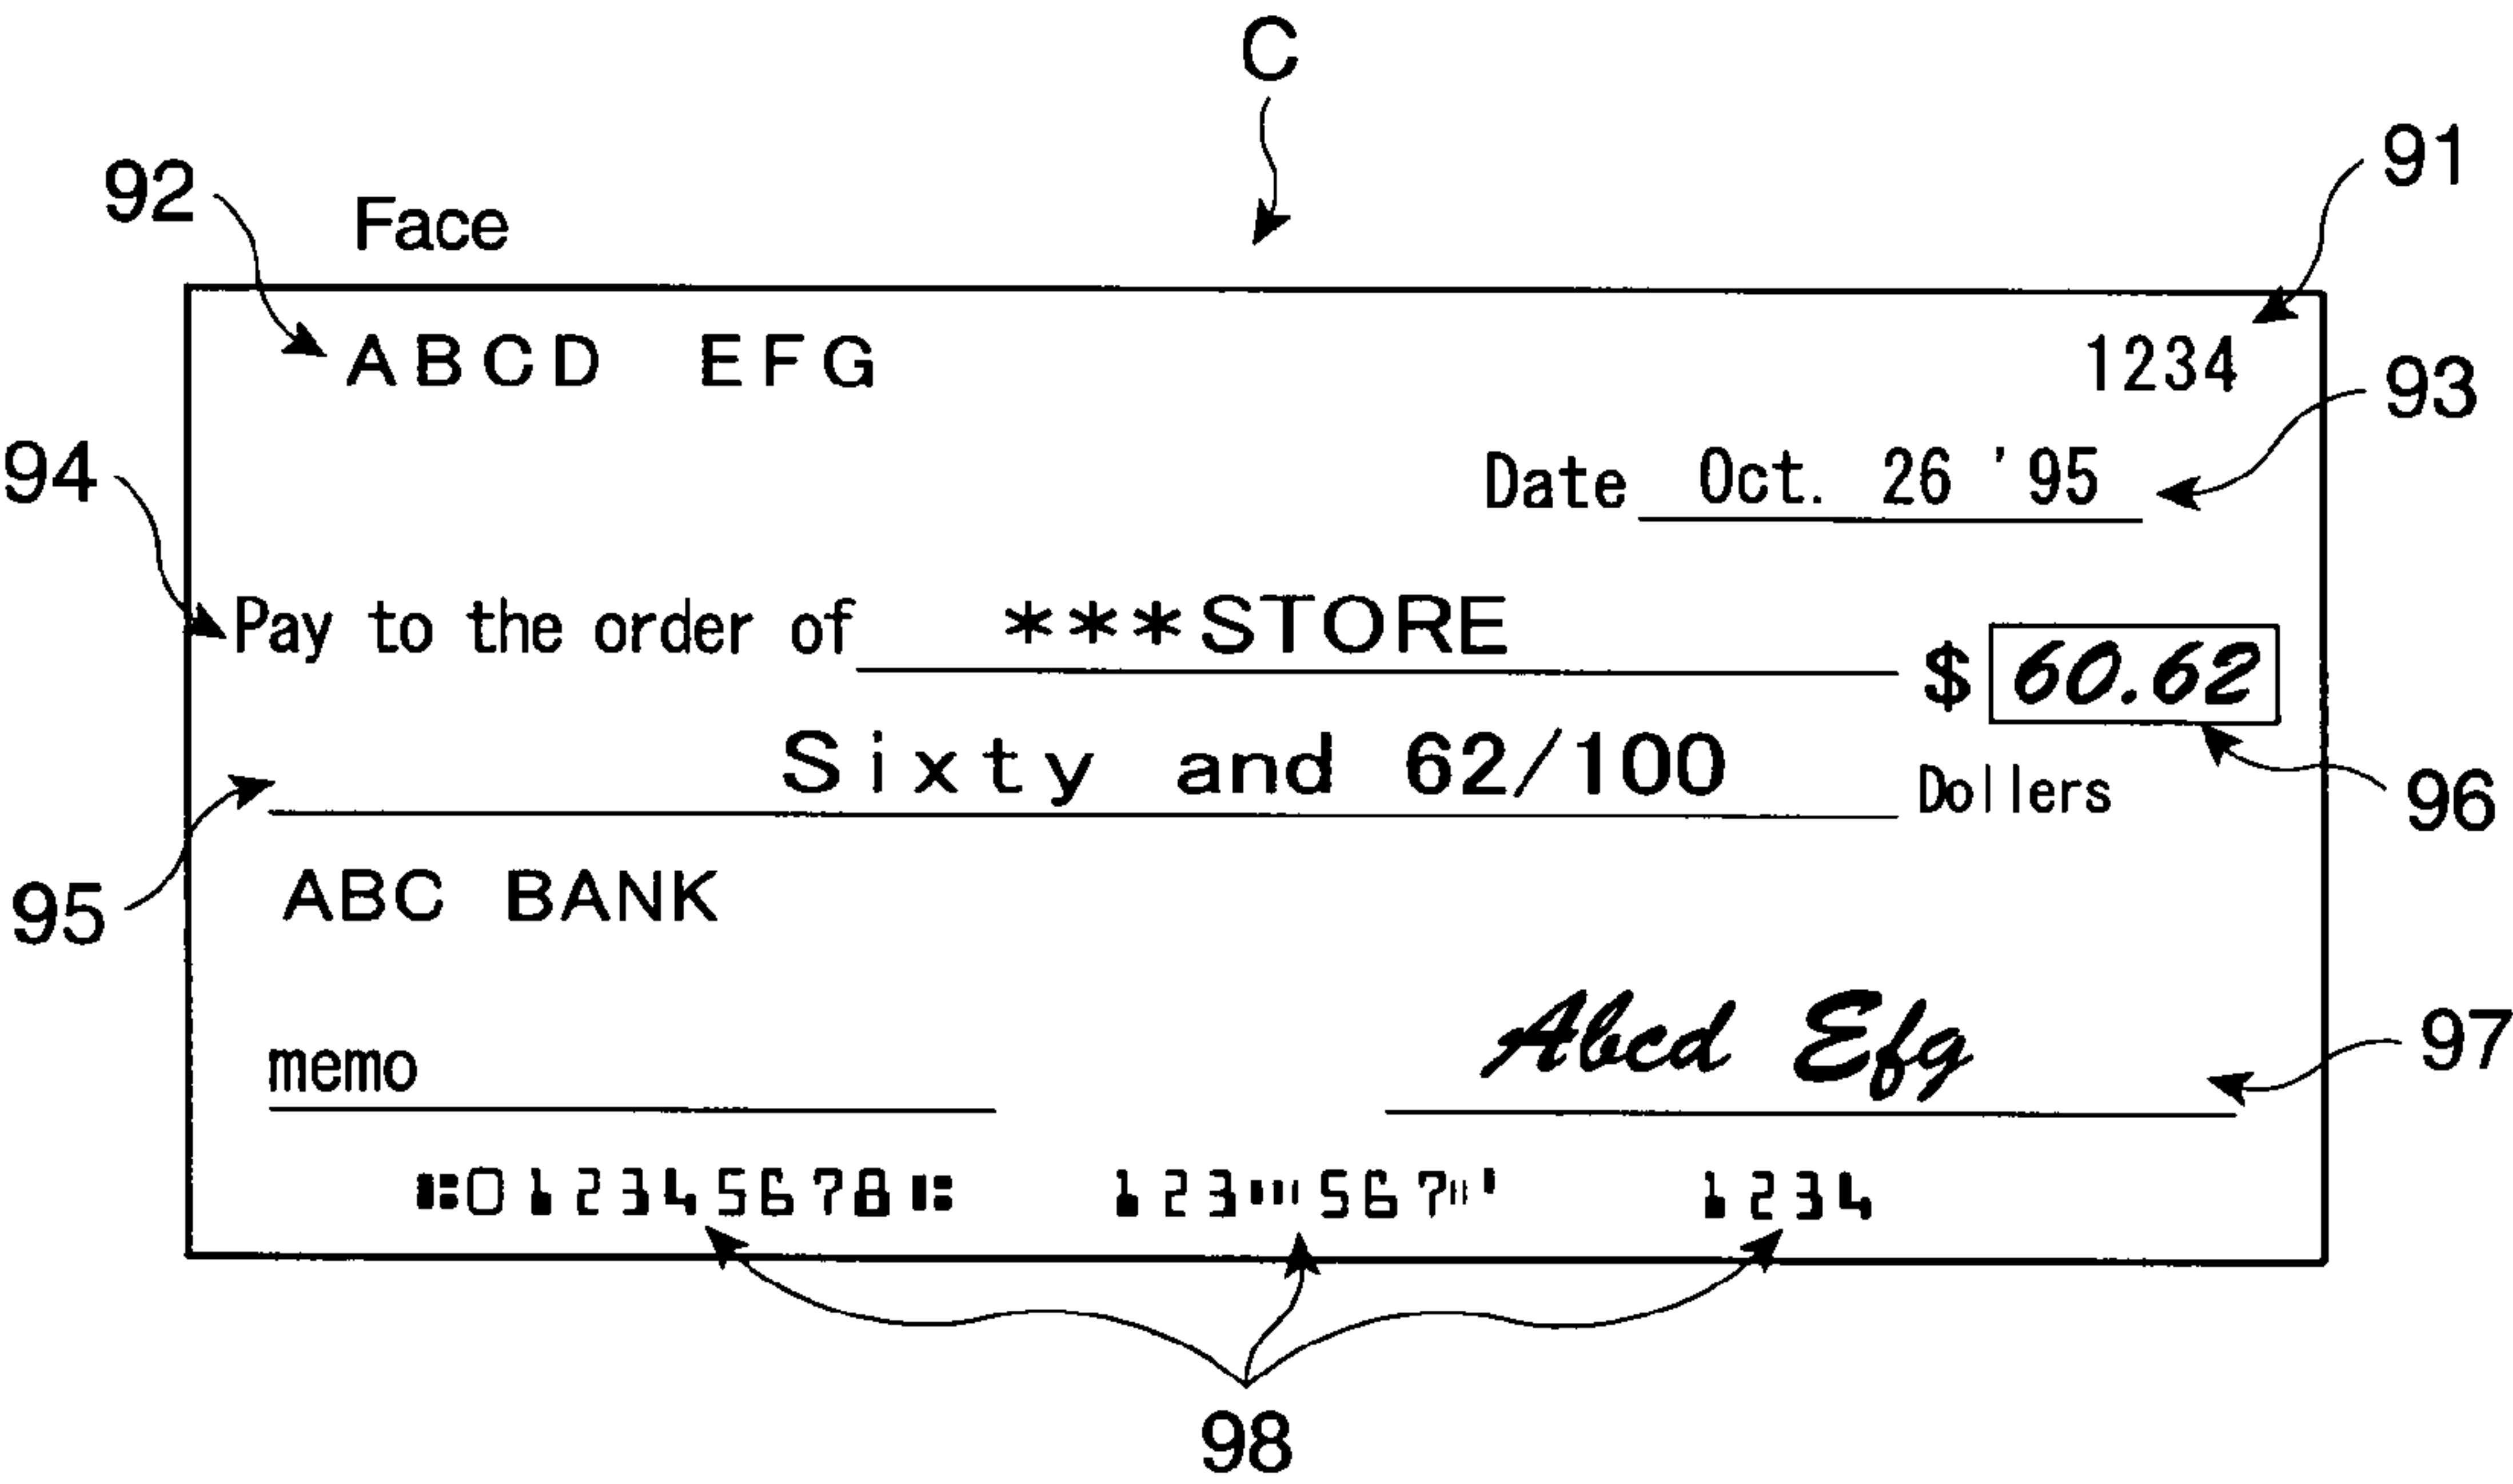 C
91
92
Face
ABCD EFG
1234
93
94
Date Oct. 26 '95
Pay to the order of ***STORE
$ 60.62
Sixty and 62/100 Dollers
96
95
ABC BANK
97
memo
Abcd Efg
⑆012345678⑆ 123⑈567⑈ 1234
98